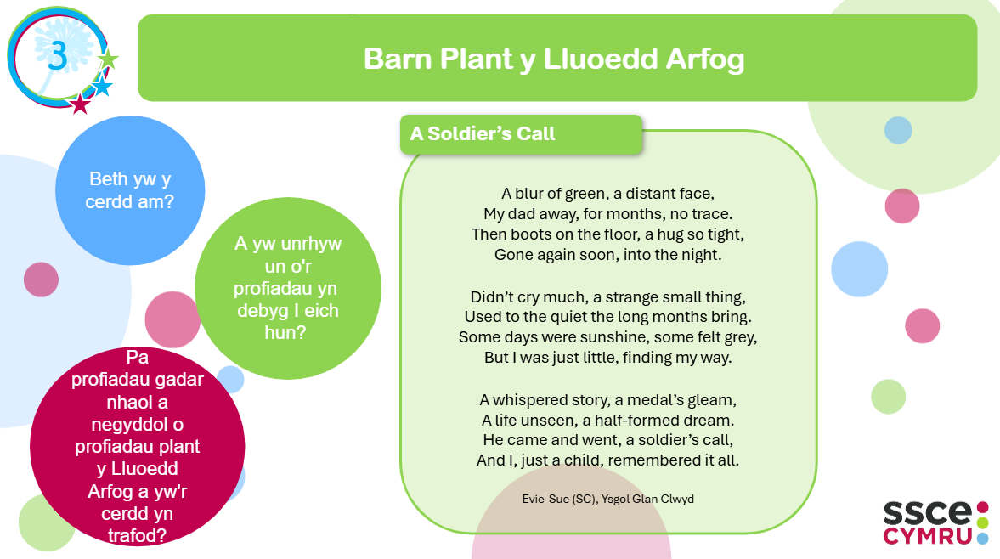 3
Barn Plant y Lluoedd Arfog
Beth yw y
cerdd am?
A yw unrhyw
un o'r
profiadau yn
debyg I eich
hun?
Pa
profiadau gadar
nhaol a
negyddol o
profiadau plant
y Lluoedd
Arfog a yw'r
cerdd yn
trafod?
A Soldier’s Call
A blur of green, a distant face,
My dad away, for months, no trace.
Then boots on the floor, a hug so tight,
Gone again soon, into the night.
Didn’t cry much, a strange small thing,
Used to the quiet the long months bring.
Some days were sunshine, some felt grey,
But I was just little, finding my way.
A whispered story, a medal’s gleam,
A life unseen, a half-formed dream.
He came and went, a soldier’s call,
And I, just a child, remembered it all.
Evie-Sue (SC), Ysgol Glan Clwyd
ssce
CYMRU